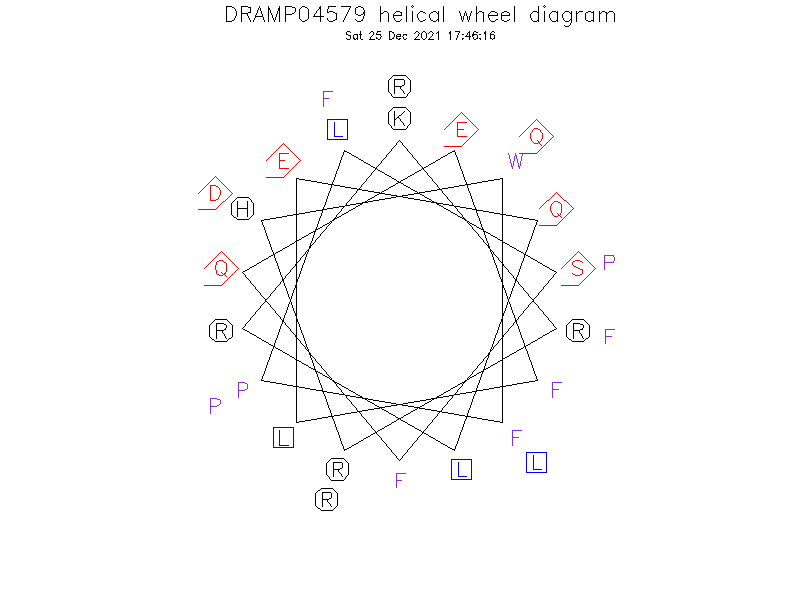 DRAMP04579 helical wheel diagram
Sat 25 Dec 2021 17:46:16
R
F
K
L
E
Q
E
W
D
H
Q
Q
S
P
R
R
F
P
F
P
L
F
R
L
L
F
R